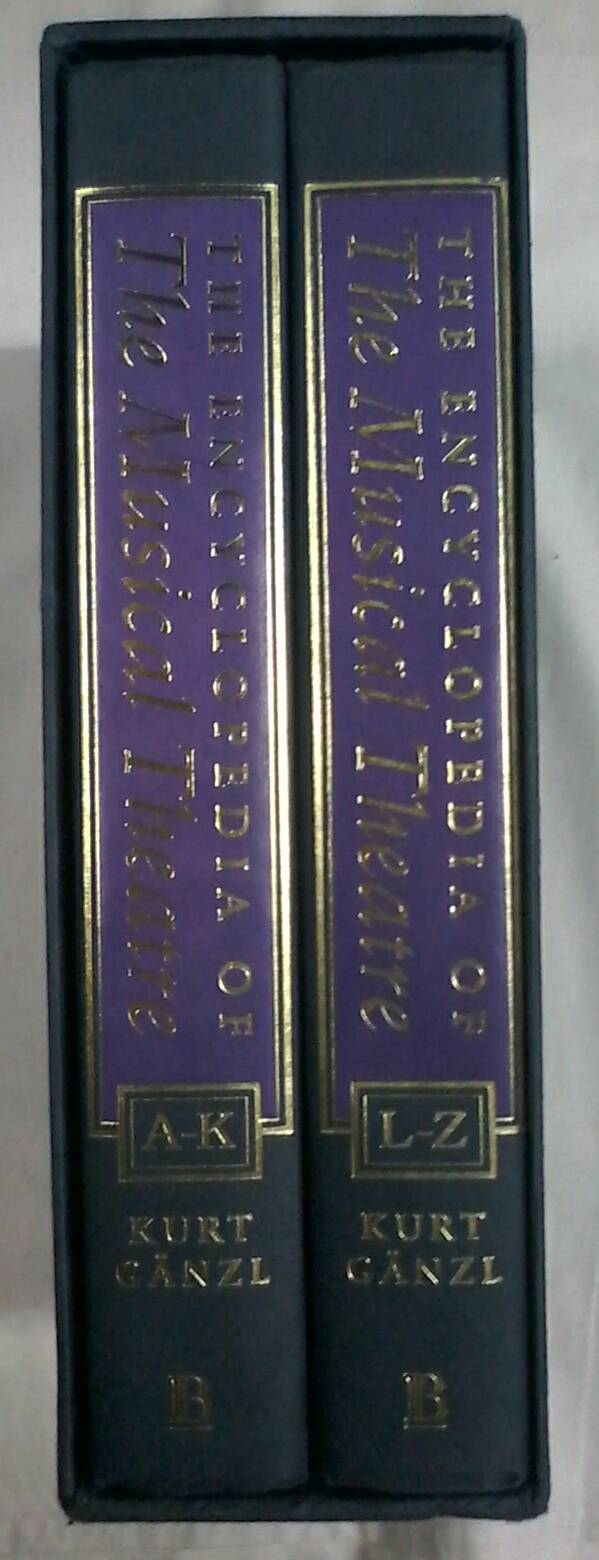 THE ENCYCLOPEDIA OF
The Musical Theatre
A-K
KURT
GÄNZL
B
THE ENCYCLOPEDIA OF
The Musical Theatre
L-Z
KURT
GÄNZL
B